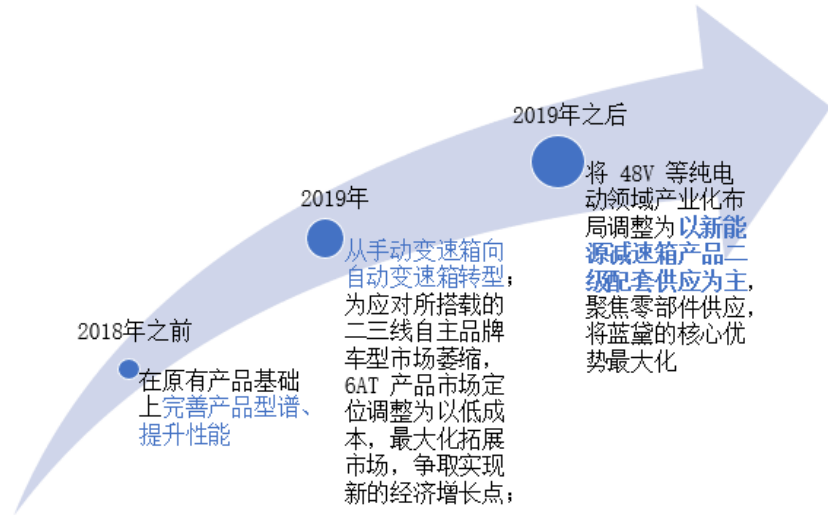 2018年之前
在原有产品基础
上完善产品型谱、
提升性能
2019年
从手动变速箱向
自动变速箱转型；
为应对所搭载的
二三线自主品牌
车型市场萎缩，
6AT 产品市场定
位调整为以低成
本，最大化拓展
市场，争取实现
新的经济增长点；
2019年之后
将 48V 等纯电
动领域产业化布
局调整为以新能
源减速箱产品二
级配套供应为主，
聚焦零部件供应，
将蓝黛的核心优
势最大化